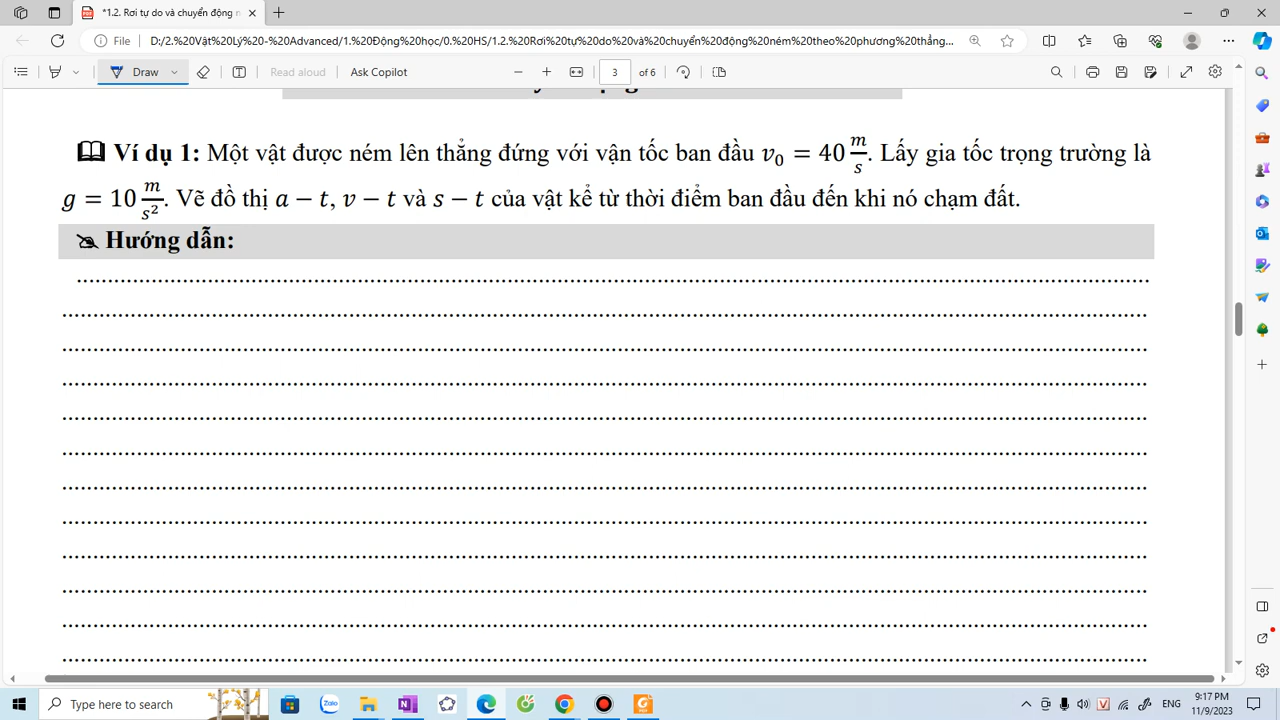 *1.2. Rơi tự do và chuyển động n
File
D:/2.%20Vật%20Lý%20-%20Advanced/1.%20Động%20học/0.%20HS/1.2.%20Rơi%20tự%20do%20và%20chuyển%20động%20ném%20theo%20phương%20thẳng...
Draw
Read aloud
Ask Copilot
3 of 6
Ví dụ 1: Một vật được ném lên thẳng đứng với vận tốc ban đầu v₀ = 40 m/s. Lấy gia tốc trọng trường là
g = 10 m/s². Vẽ đồ thị a − t, v − t và s − t của vật kể từ thời điểm ban đầu đến khi nó chạm đất.
Hướng dẫn:
Type here to search
Zalo
ENG
9:17 PM
11/9/2023